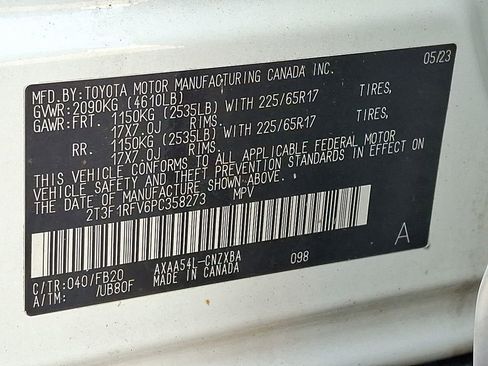 MFD.BY:TOYOTA MOTOR MANUFACTURING CANADA INC. 05/23
GVWR:2090KG (4610LB)
GAWR:FRT. 1150KG (2535LB) WITH 225/65R17 TIRES,
17X7.0J RIMS.
RR. 1150KG (2535LB) WITH 225/65R17 TIRES,
17X7.0J RIMS.
THIS VEHICLE CONFORMS TO ALL APPLICABLE FEDERAL MOTOR
VEHICLE SAFETY AND THEFT PREVENTION STANDARDS IN EFFECT ON
THE DATE OF MANUFACTURE SHOWN ABOVE.
2T3F1RFV6PC358273 MPV
A
C/TR:040/FB20 AXAA54L-CNZXBA 098
A/TM: /UB80F MADE IN CANADA